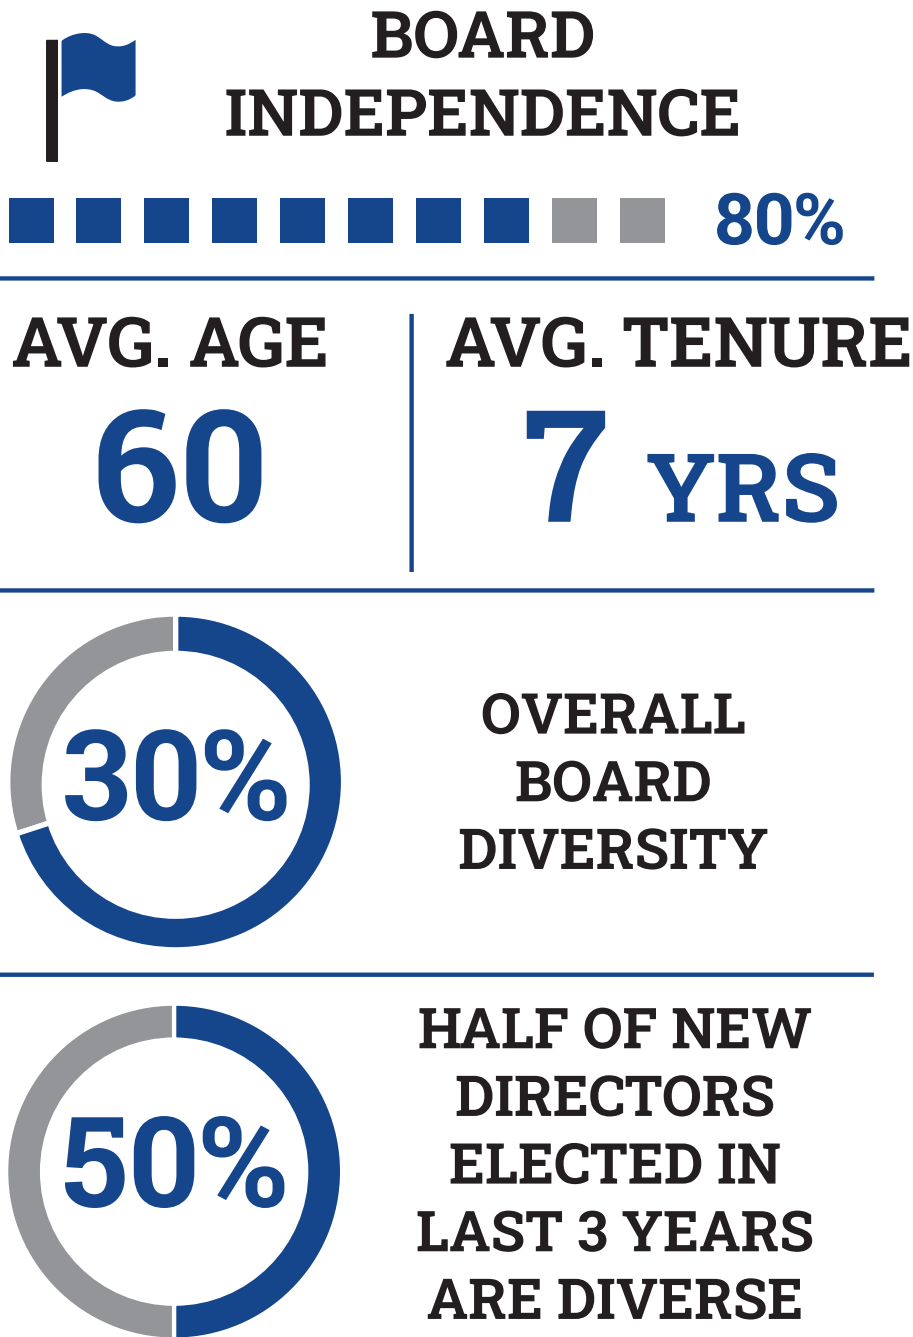 BOARD
INDEPENDENCE
80%
AVG. AGE
60
AVG. TENURE
7 YRS
30%
OVERALL
BOARD
DIVERSITY
50%
HALF OF NEW
DIRECTORS
ELECTED IN
LAST 3 YEARS
ARE DIVERSE